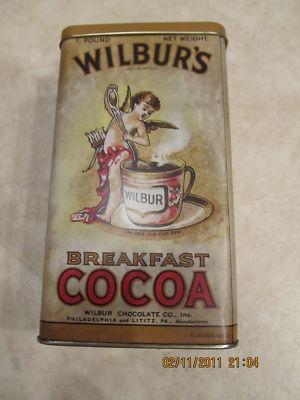 1 POUND NET WEIGHT
WILBUR'S
WILBUR
BREAKFAST
COCOA
WILBUR CHOCOLATE CO., Inc.
PHILADELPHIA and LITITZ, PA., Manufacturer
02/11/2011 21:04